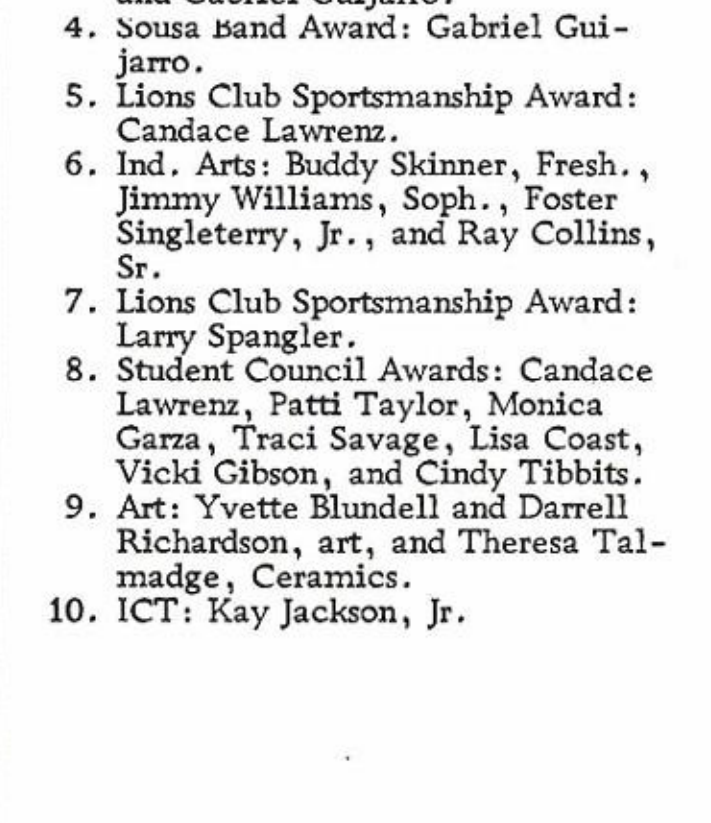 and Gabriel Guijarro.
4. Sousa Band Award: Gabriel Gui-
jarro.
5. Lions Club Sportsmanship Award:
Candace Lawrenz.
6. Ind. Arts: Buddy Skinner, Fresh.,
Jimmy Williams, Soph., Foster
Singleterry, Jr., and Ray Collins,
Sr.
7. Lions Club Sportsmanship Award:
Larry Spangler.
8. Student Council Awards: Candace
Lawrenz, Patti Taylor, Monica
Garza, Traci Savage, Lisa Coast,
Vicki Gibson, and Cindy Tibbits.
9. Art: Yvette Blundell and Darrell
Richardson, art, and Theresa Tal-
madge, Ceramics.
10. ICT: Kay Jackson, Jr.